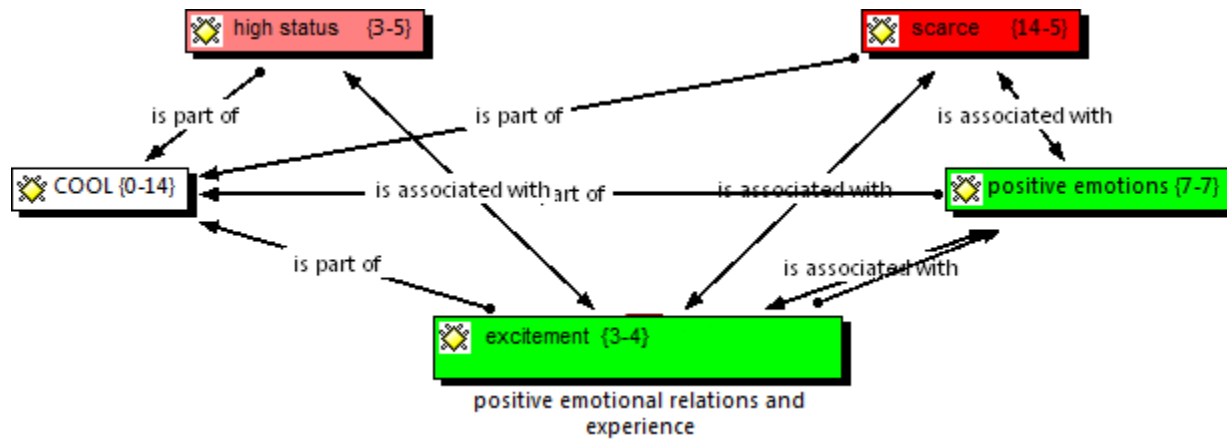 high status {3-5}
scarce {14-5}
is part of
is part of
is associated with
COOL {0-14}
is associated with
art of
is associated with
positive emotions {7-7}
is part of
is associated with
excitement {3-4}
positive emotional relations and
experience